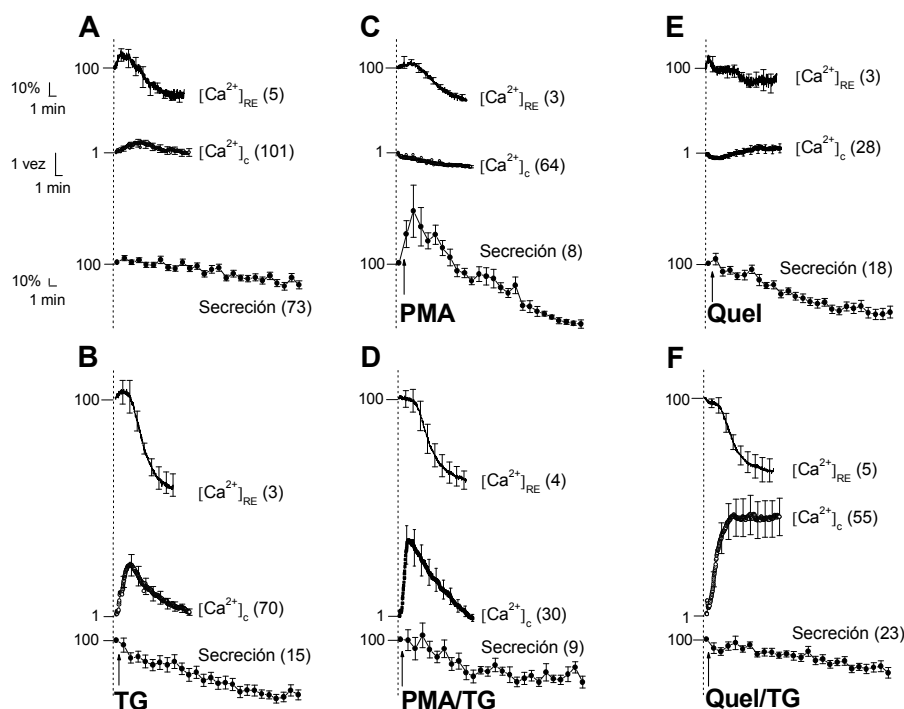 A
100
10%
1 min
[Ca²⁺]RE (5)
1
1 vez
1 min
[Ca²⁺]c (101)
100
10%
1 min
Secreción (73)
C
100
[Ca²⁺]RE (3)
1
[Ca²⁺]c (64)
100
Secreción (8)
PMA
E
100
[Ca²⁺]RE (3)
1
[Ca²⁺]c (28)
100
Secreción (18)
Quel
B
100
[Ca²⁺]RE (3)
1
[Ca²⁺]c (70)
100
Secreción (15)
TG
D
100
[Ca²⁺]RE (4)
1
[Ca²⁺]c (30)
100
Secreción (9)
PMA/TG
F
100
[Ca²⁺]RE (5)
[Ca²⁺]c (55)
1
100
Secreción (23)
Quel/TG